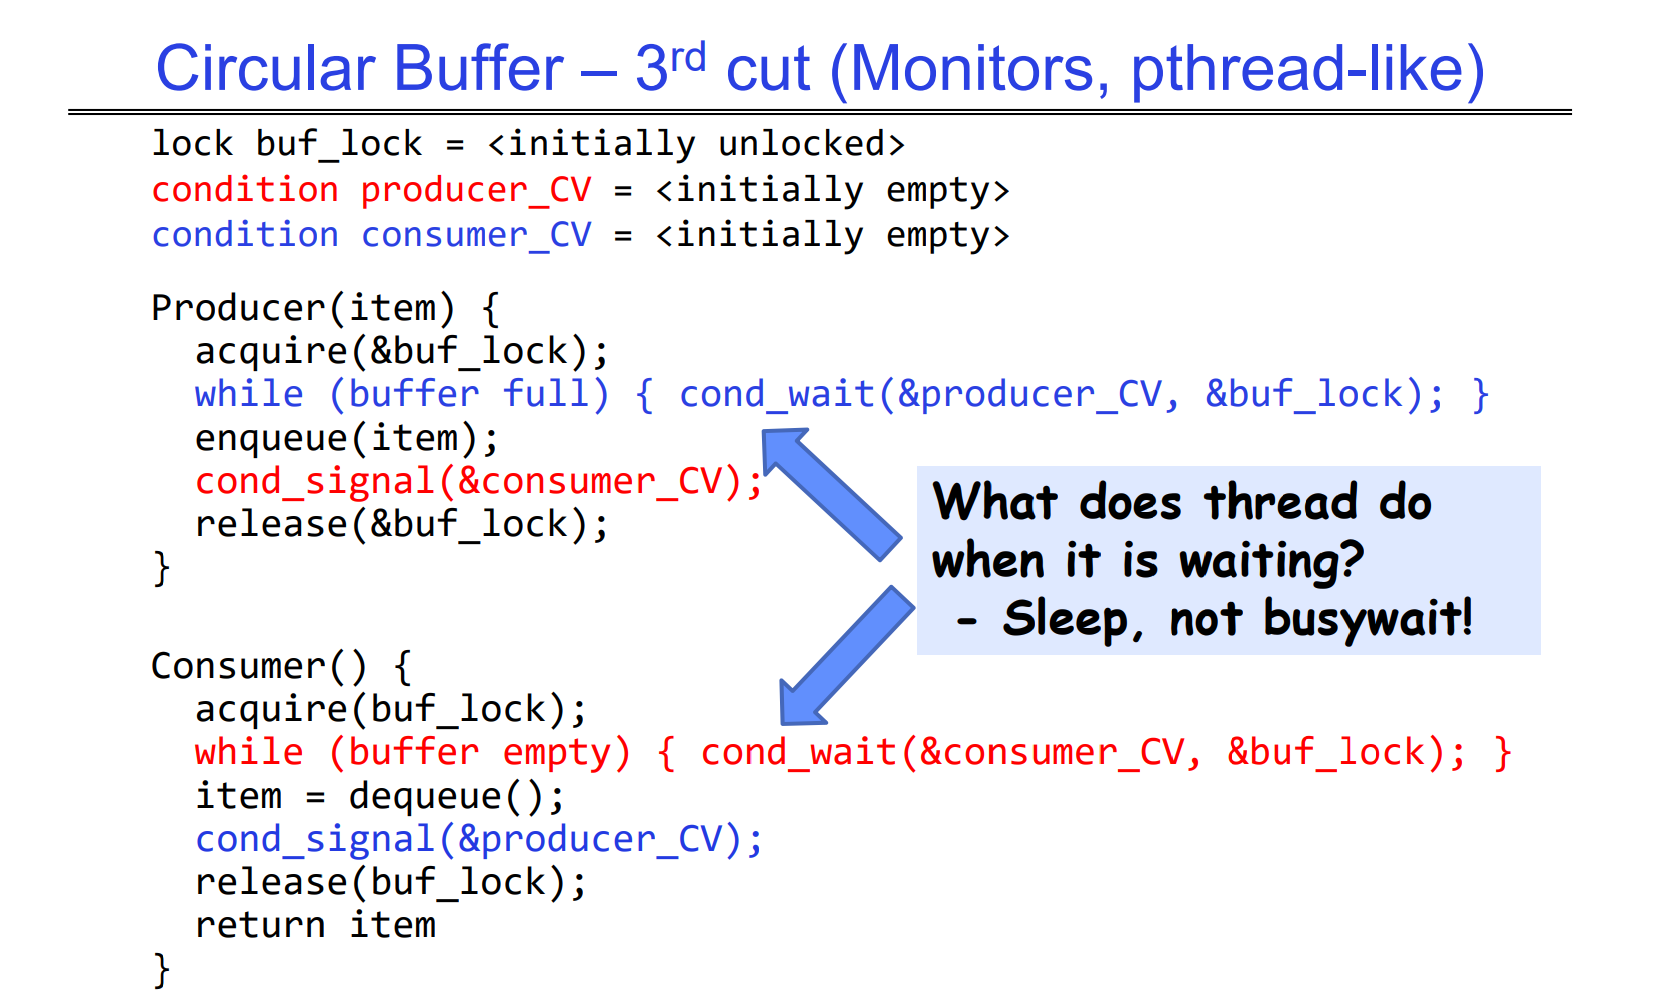 Circular Buffer – 3rd cut (Monitors, pthread-like)
lock buf_lock = <initially unlocked>
condition producer_CV = <initially empty>
condition consumer_CV = <initially empty>
Producer(item) {
acquire(&buf_lock);
while (buffer full) { cond_wait(&producer_CV, &buf_lock); }
enqueue(item);
cond_signal(&consumer_CV);
release(&buf_lock);
}
What does thread do
when it is waiting?
- Sleep, not busywait!
Consumer() {
acquire(buf_lock);
while (buffer empty) { cond_wait(&consumer_CV, &buf_lock); }
item = dequeue();
cond_signal(&producer_CV);
release(buf_lock);
return item
}